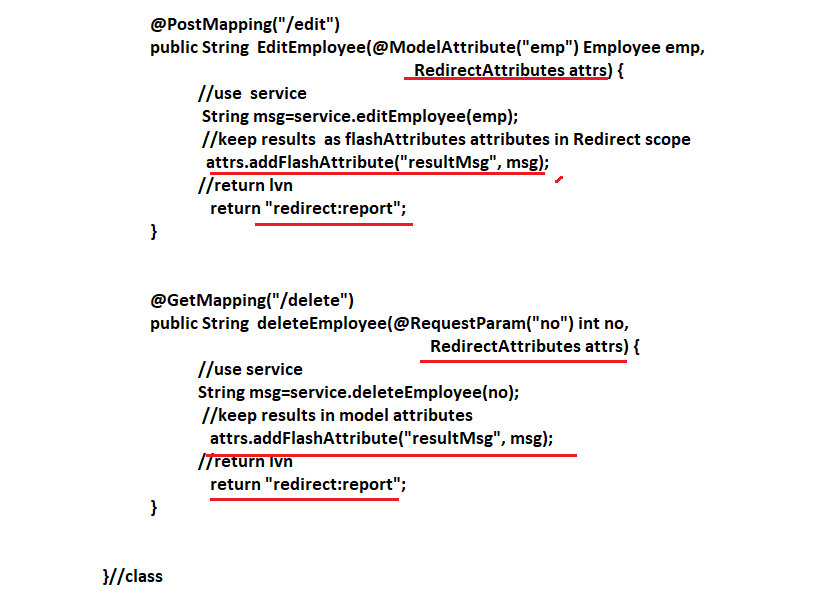 @PostMapping("/edit")
public String EditEmployee(@ModelAttribute("emp") Employee emp,
RedirectAttributes attrs) {
//use service
String msg=service.editEmployee(emp);
//keep results as flashAttributes attributes in Redirect scope
attrs.addFlashAttribute("resultMsg", msg);
//return lvn
return "redirect:report";
}
@GetMapping("/delete")
public String deleteEmployee(@RequestParam("no") int no,
RedirectAttributes attrs) {
//use service
String msg=service.deleteEmployee(no);
//keep results in model attributes
attrs.addFlashAttribute("resultMsg", msg);
//return lvn
return "redirect:report";
}
}//class